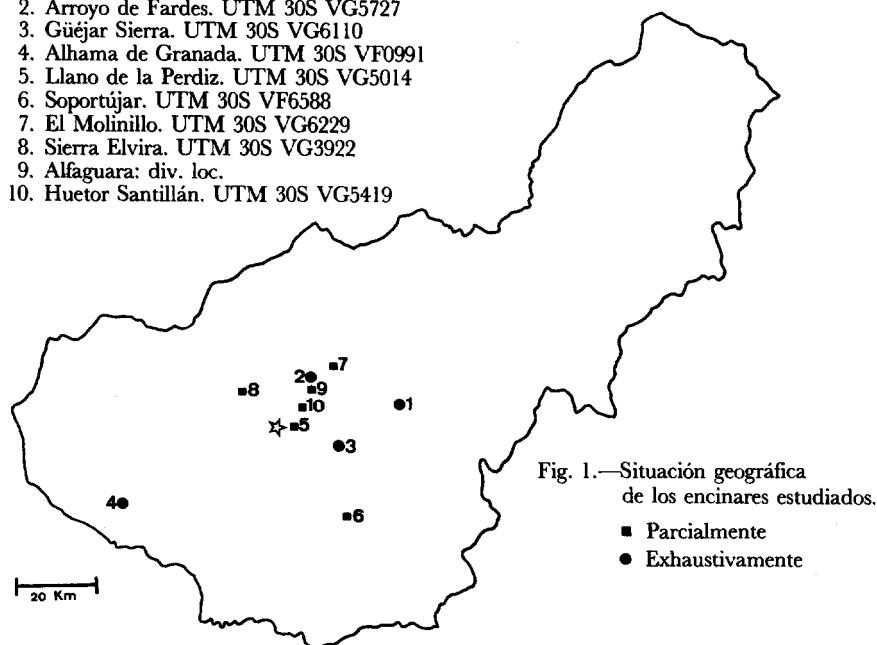 2. Arroyo de Fardes. UTM 30S VG5727
3. Güéjar Sierra. UTM 30S VG6110
4. Alhama de Granada. UTM 30S VF0991
5. Llano de la Perdiz. UTM 30S VG5014
6. Soportújar. UTM 30S VF6588
7. El Molinillo. UTM 30S VG6229
8. Sierra Elvira. UTM 30S VG3922
9. Alfaguara: div. loc.
10. Huetor Santillán. UTM 30S VG5419
7
2
9
8
10
1
5
3
4
6
Fig. 1.—Situación geográfica
de los encinares estudiados.
■ Parcialmente
● Exhaustivamente
20 Km